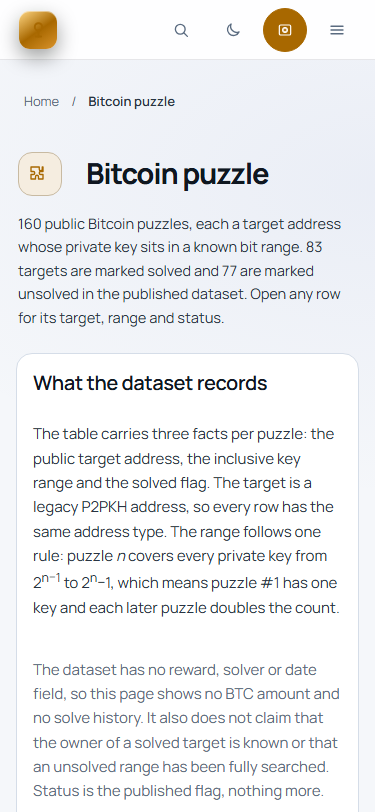 Home / Bitcoin puzzle
Bitcoin puzzle
160 public Bitcoin puzzles, each a target address
whose private key sits in a known bit range. 83
targets are marked solved and 77 are marked
unsolved in the published dataset. Open any row
for its target, range and status.
What the dataset records
The table carries three facts per puzzle: the
public target address, the inclusive key
range and the solved flag. The target is a
legacy P2PKH address, so every row has the
same address type. The range follows one
rule: puzzle n covers every private key from
2ⁿ⁻¹ to 2ⁿ−1, which means puzzle #1 has one
key and each later puzzle doubles the count.
The dataset has no reward, solver or date
field, so this page shows no BTC amount and
no solve history. It also does not claim that
the owner of a solved target is known or that
an unsolved range has been fully searched.
Status is the published flag, nothing more.